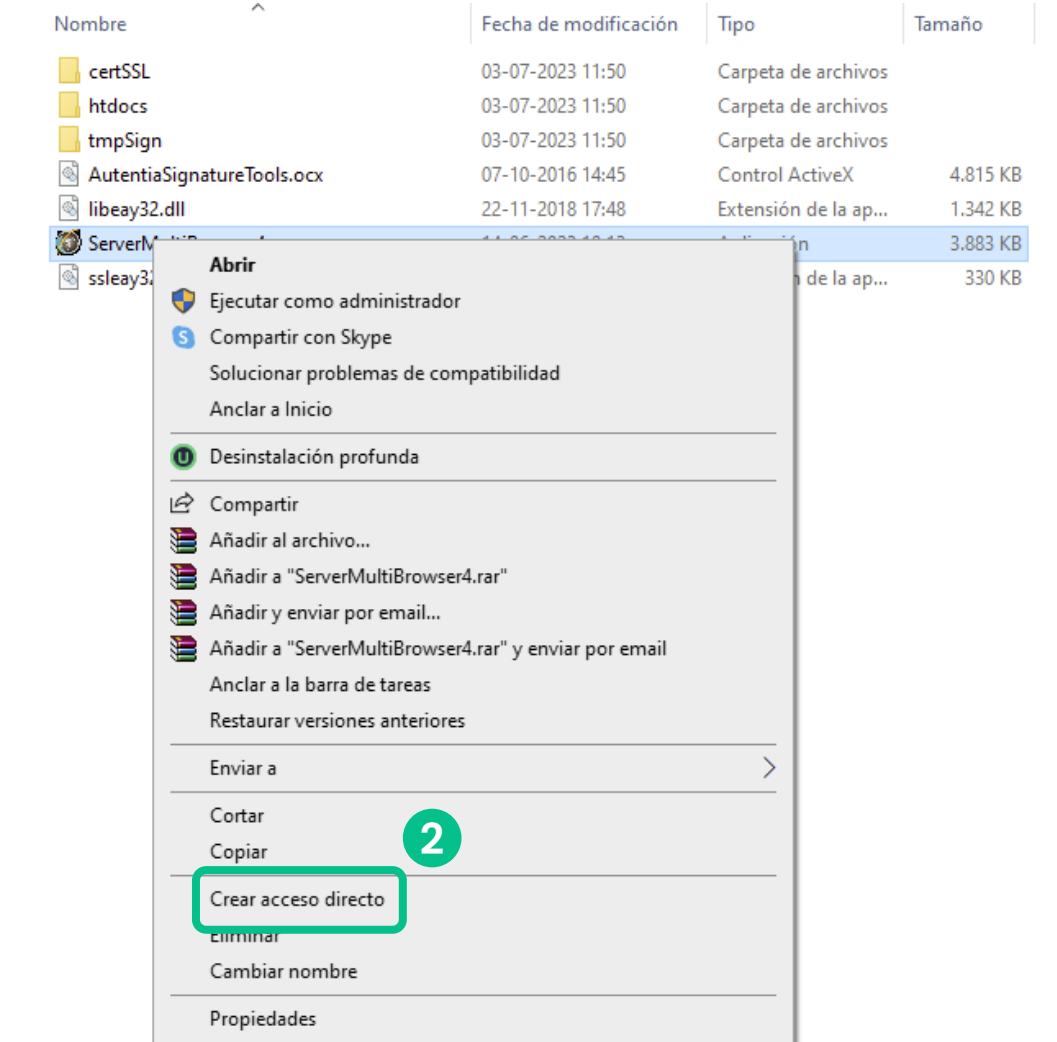 Nombre Fecha de modificación Tipo Tamaño
certSSL 03-07-2023 11:50 Carpeta de archivos
htdocs 03-07-2023 11:50 Carpeta de archivos
tmpSign 03-07-2023 11:50 Carpeta de archivos
AutentiaSignatureTools.ocx 07-10-2016 14:45 Control ActiveX 4.815 KB
libeay32.dll 22-11-2018 17:48 Extensión de la ap... 1.342 KB
3.883 KB
ssleay32 de la ap... 330 KB
Abrir
Ejecutar como administrador
Compartir con Skype
Solucionar problemas de compatibilidad
Anclar a Inicio
Desinstalación profunda
Compartir
Añadir al archivo...
Añadir a "ServerMultiBrowser4.rar"
Añadir y enviar por email...
Añadir a "ServerMultiBrowser4.rar" y enviar por email
Anclar a la barra de tareas
Restaurar versiones anteriores
Enviar a
Cortar
2
Copiar
Crear acceso directo
Eliminar
Cambiar nombre
Propiedades